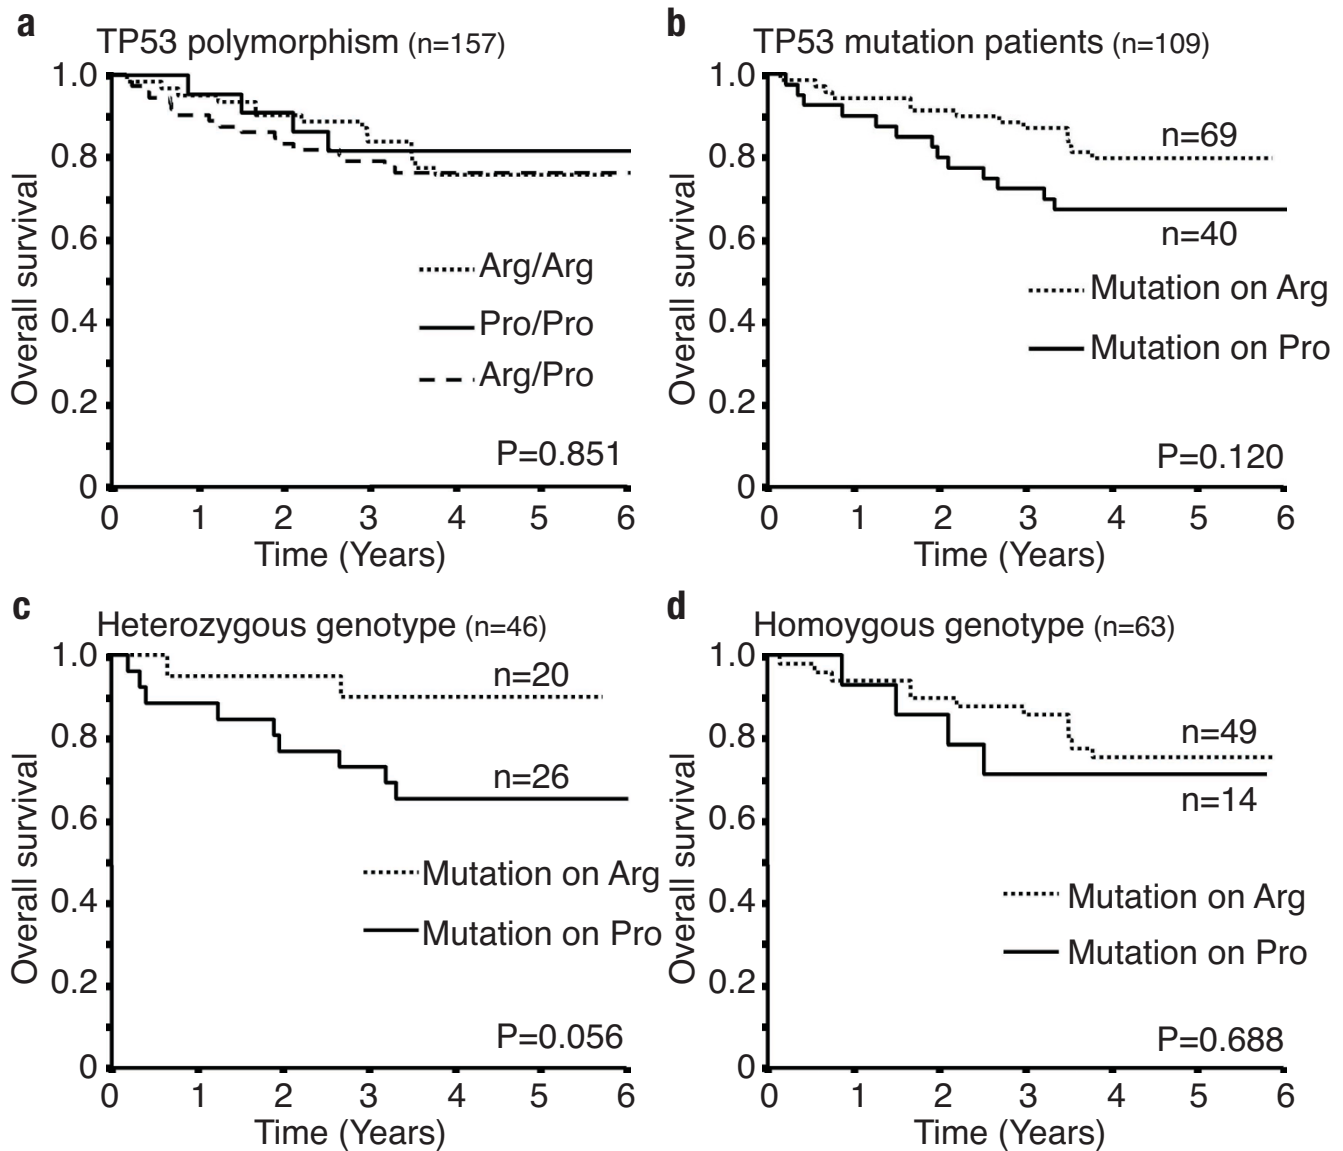 a
TP53 polymorphism (n=157)
1.0
0.8
0.6
0.4
0.2
0
Overall survival
Arg/Arg
Pro/Pro
Arg/Pro
P=0.851
0 1 2 3 4 5 6
Time (Years)
b
TP53 mutation patients (n=109)
1.0
0.8
0.6
0.4
0.2
0
Overall survival
n=69
n=40
Mutation on Arg
Mutation on Pro
P=0.120
0 1 2 3 4 5 6
Time (Years)
c
Heterozygous genotype (n=46)
1.0
0.8
0.6
0.4
0.2
0
Overall survival
n=20
n=26
Mutation on Arg
Mutation on Pro
P=0.056
0 1 2 3 4 5 6
Time (Years)
d
Homoygous genotype (n=63)
1.0
0.8
0.6
0.4
0.2
0
Overall survival
n=49
n=14
Mutation on Arg
Mutation on Pro
P=0.688
0 1 2 3 4 5 6
Time (Years)